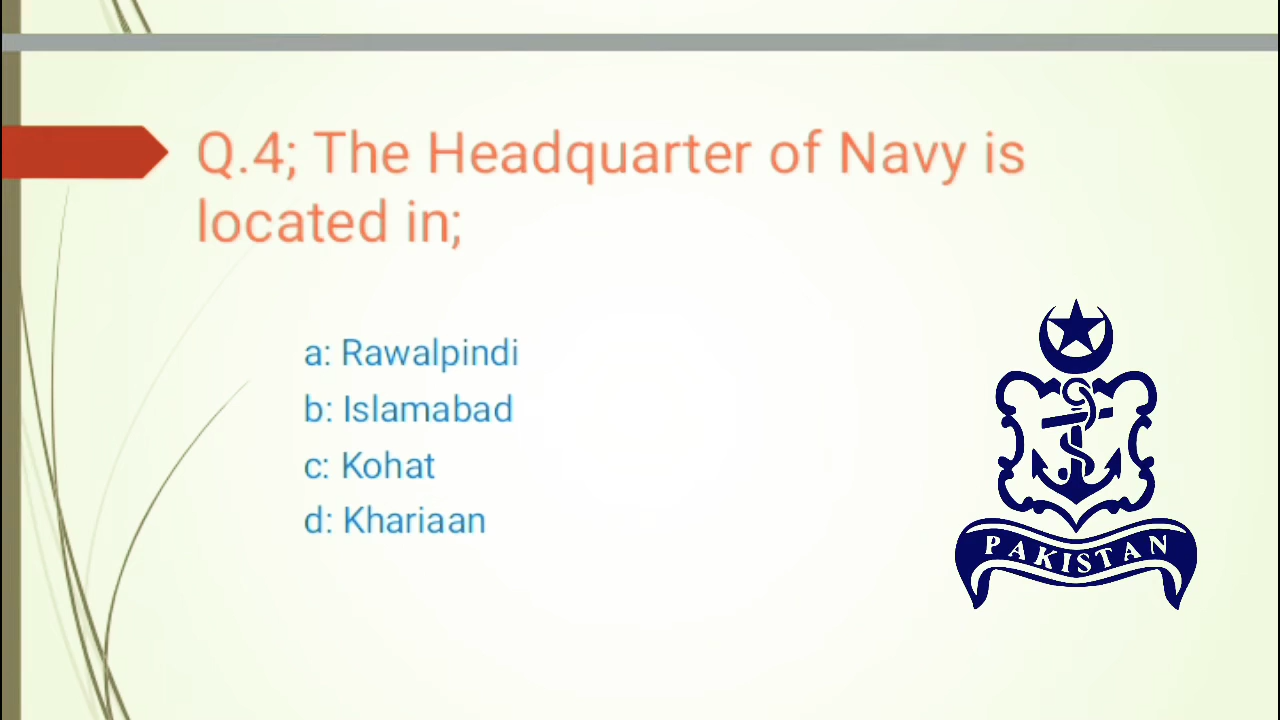 Q.4; The Headquarter of Navy is
located in;
a: Rawalpindi
b: Islamabad
c: Kohat
d: Khariaan
PAKISTAN